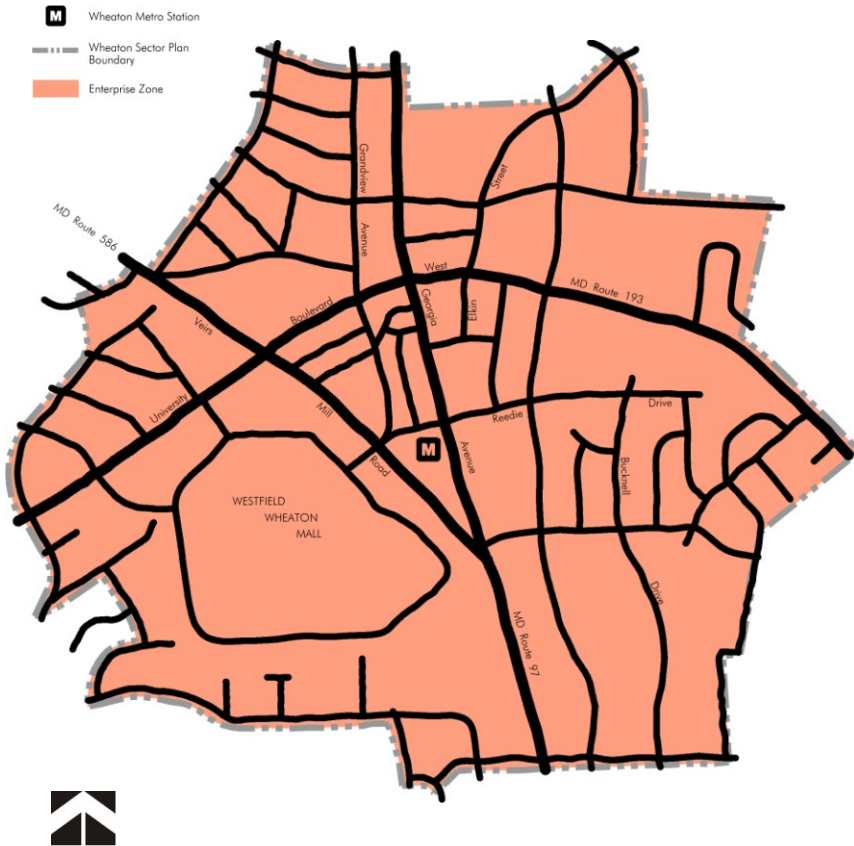 M Wheaton Metro Station
Wheaton Sector Plan
Boundary
Enterprise Zone
Grandview
Avenue
Street
MD Route 586
West
MD Route 193
Boulevard
Georgia
Elkin
Veirs
University
Mill
Reedie
Drive
Road
M
Avenue
Bucknell
WESTFIELD
WHEATON
MALL
Drive
MD Route 97